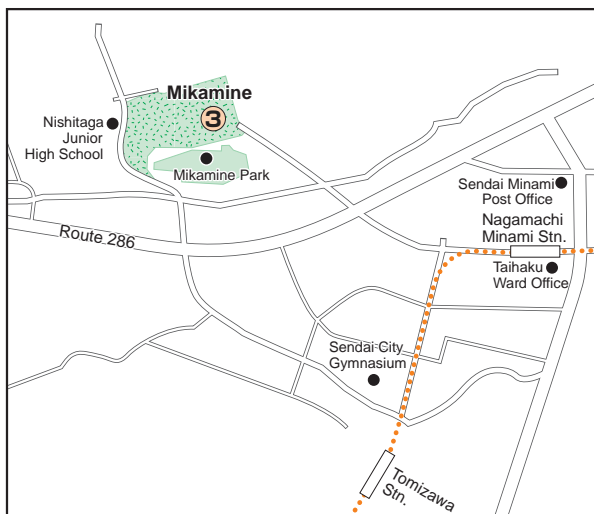 Mikamine
3
Nishitaga
Junior
High School
Mikamine Park
Sendai Minami
Post Office
Nagamachi
Minami Stn.
Route 286
Taihaku
Ward Office
Sendai City
Gymnasium
Tomizawa
Stn.